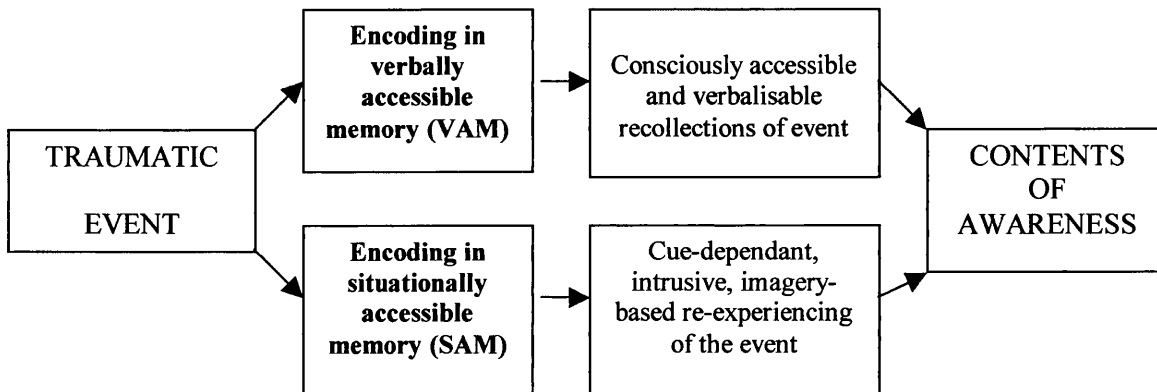 TRAUMATIC
EVENT
Encoding in
verbally
accessible
memory (VAM)
Consciously accessible
and verbalisable
recollections of event
Encoding in
situationally
accessible
memory (SAM)
Cue-dependant,
intrusive, imagery-
based re-experiencing
of the event
CONTENTS
OF
AWARENESS